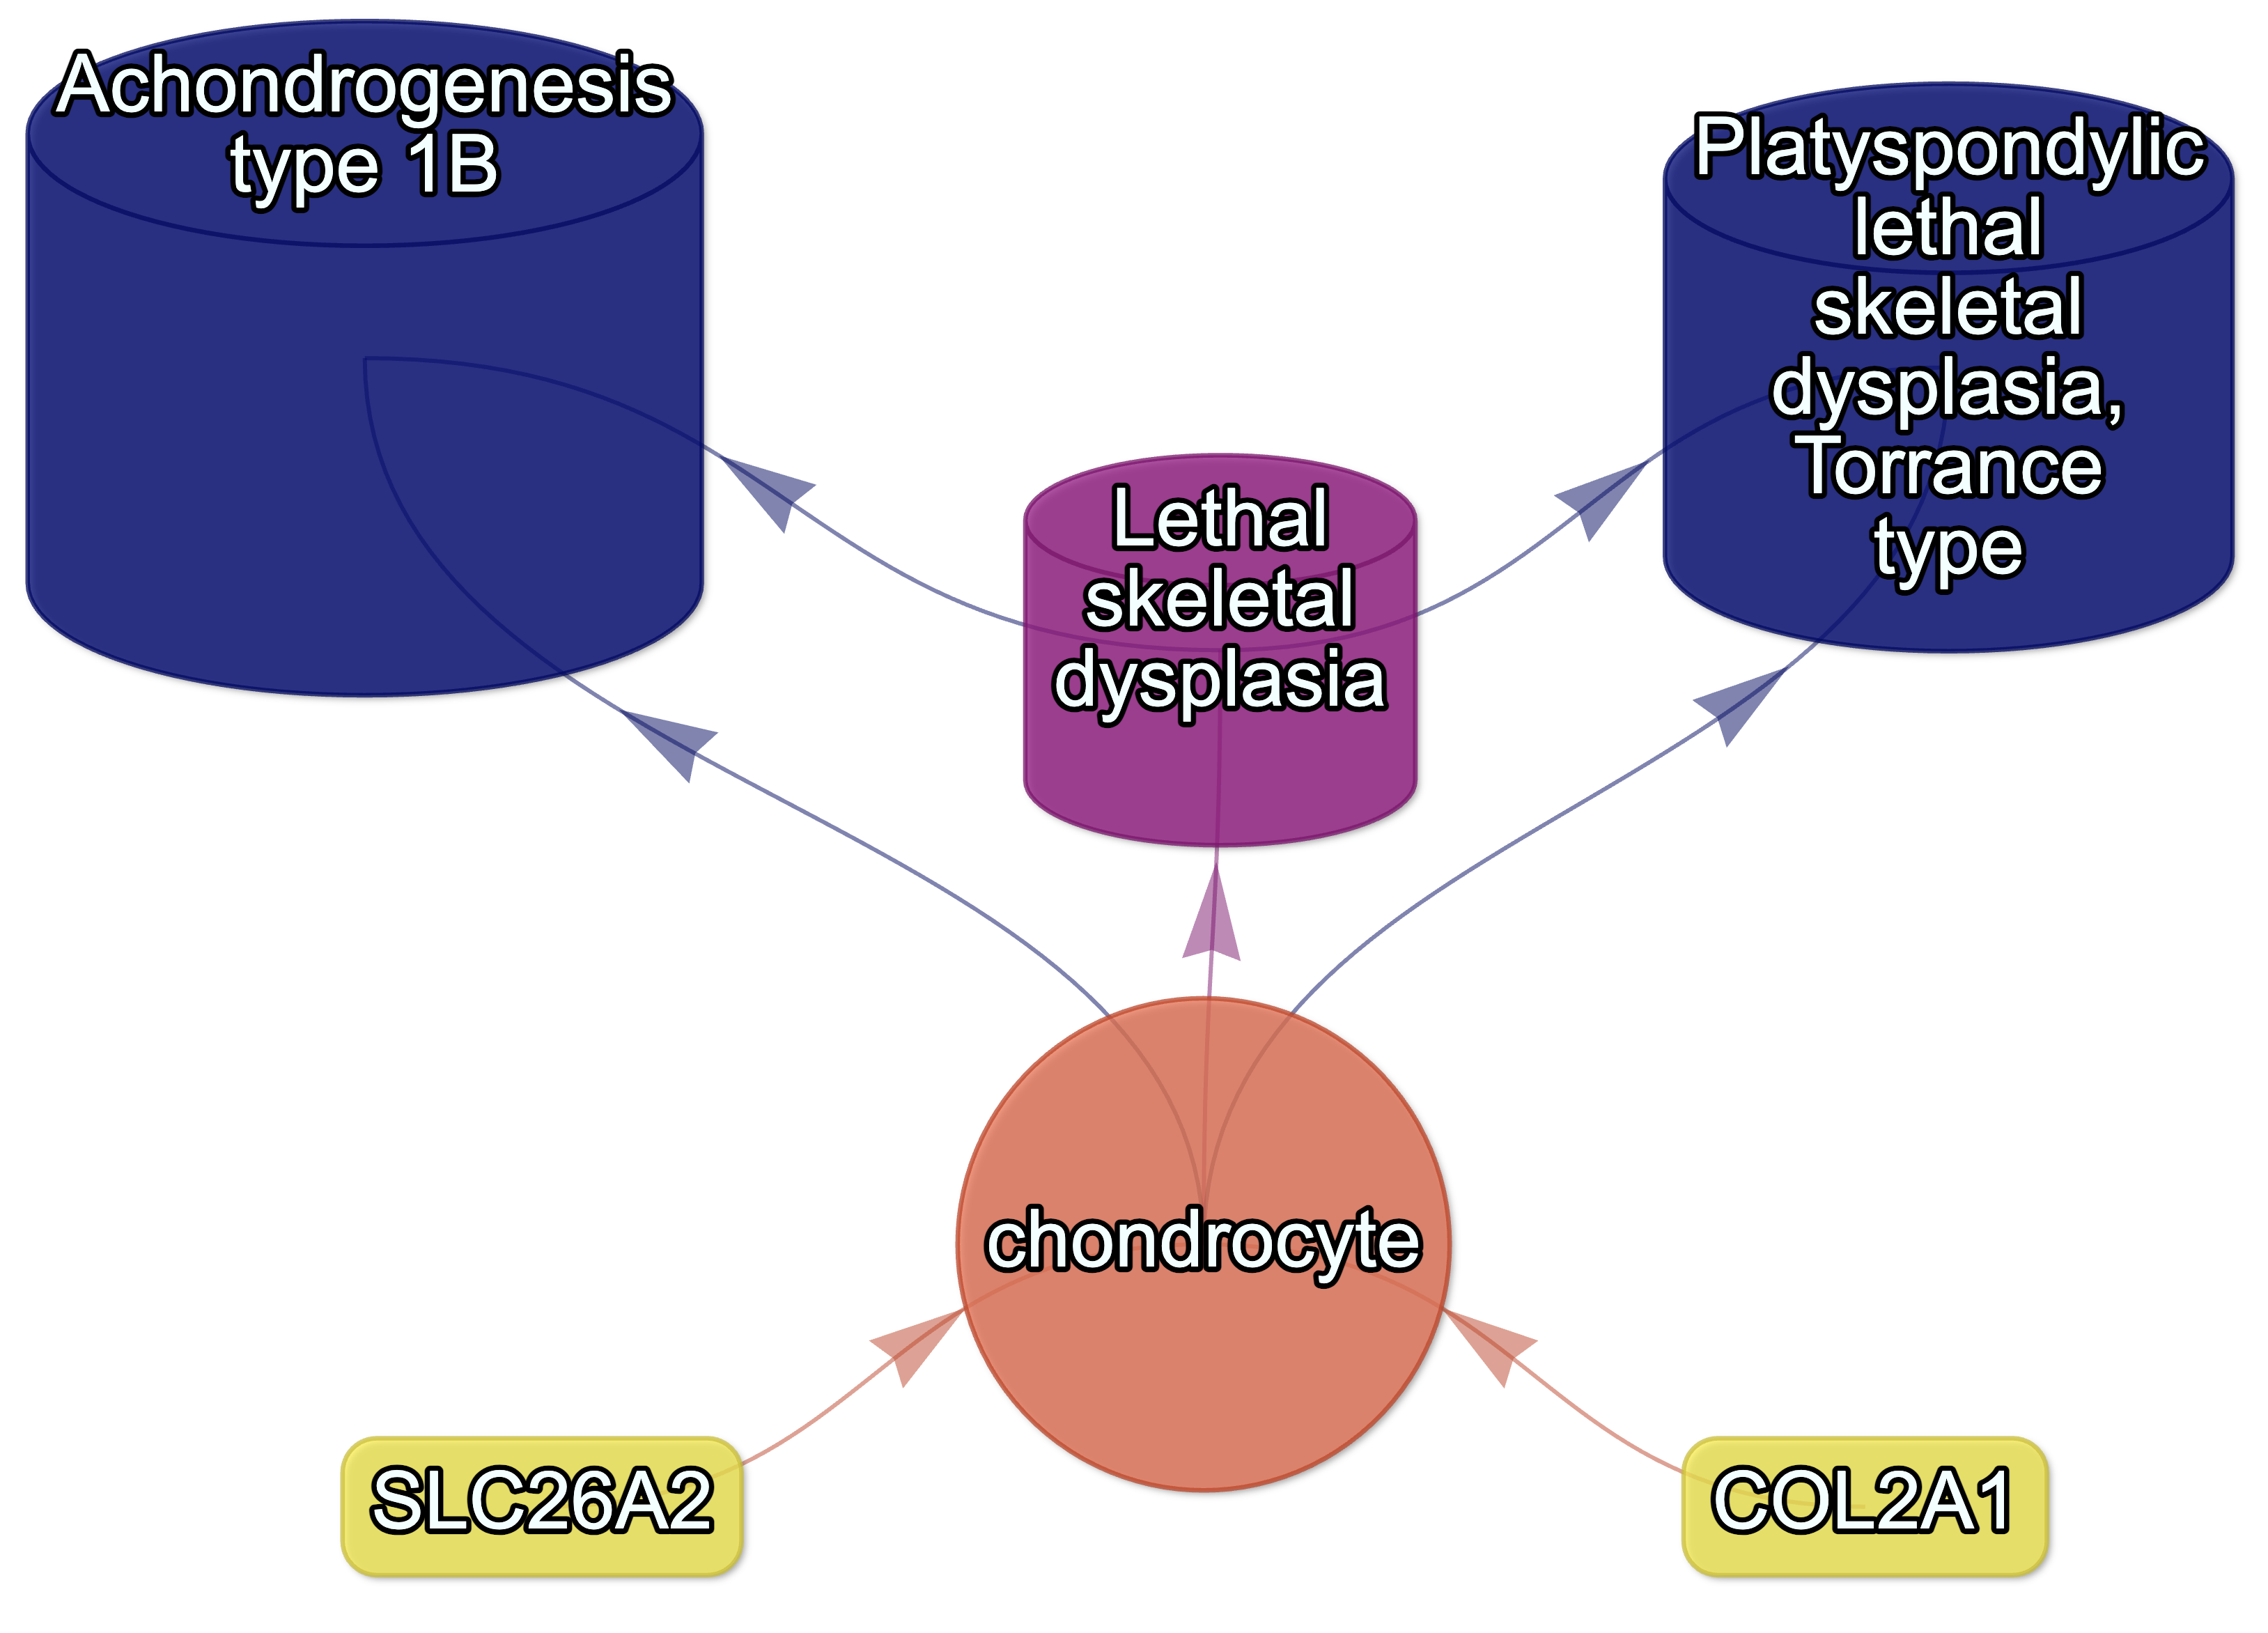 Achondrogenesis
type 1B
Platyspondylic
lethal
skeletal
dysplasia,
Torrance
type
Lethal
skeletal
dysplasia
chondrocyte
SLC26A2
COL2A1